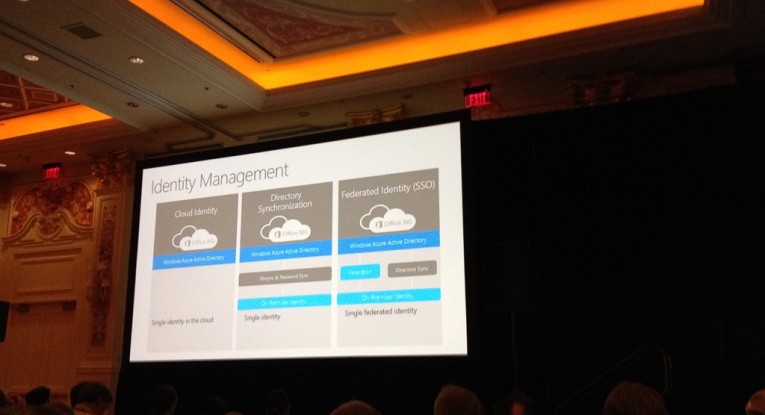 EXIT
EXIT
Identity Management
Cloud Identity
Office 365
Windows Azure Active Directory
Single identity in the cloud
Directory
Synchronization
Office 365
Windows Azure Active Directory
Password Sync
On-Premises Identity
Single identity
Federated Identity (SSO)
Office 365
Windows Azure Active Directory
Federation
Directory Sync
On-Premises Identity
Single federated identity